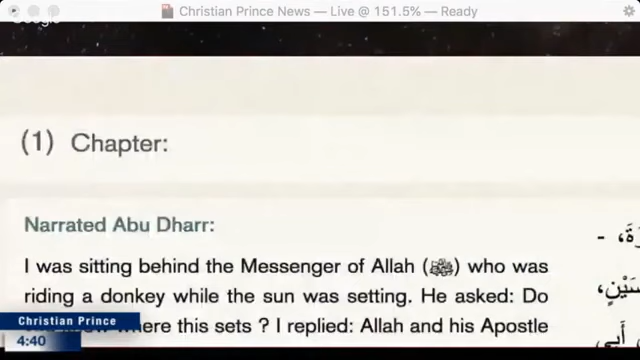 Christian Prince News — Live @ 151.5% — Ready
(1) Chapter:
Narrated Abu Dharr:
I was sitting behind the Messenger of Allah (ﷺ) who was
riding a donkey while the sun was setting. He asked: Do
where this sets ? I replied: Allah and his Apostle
Christian Prince
4:40
أبي